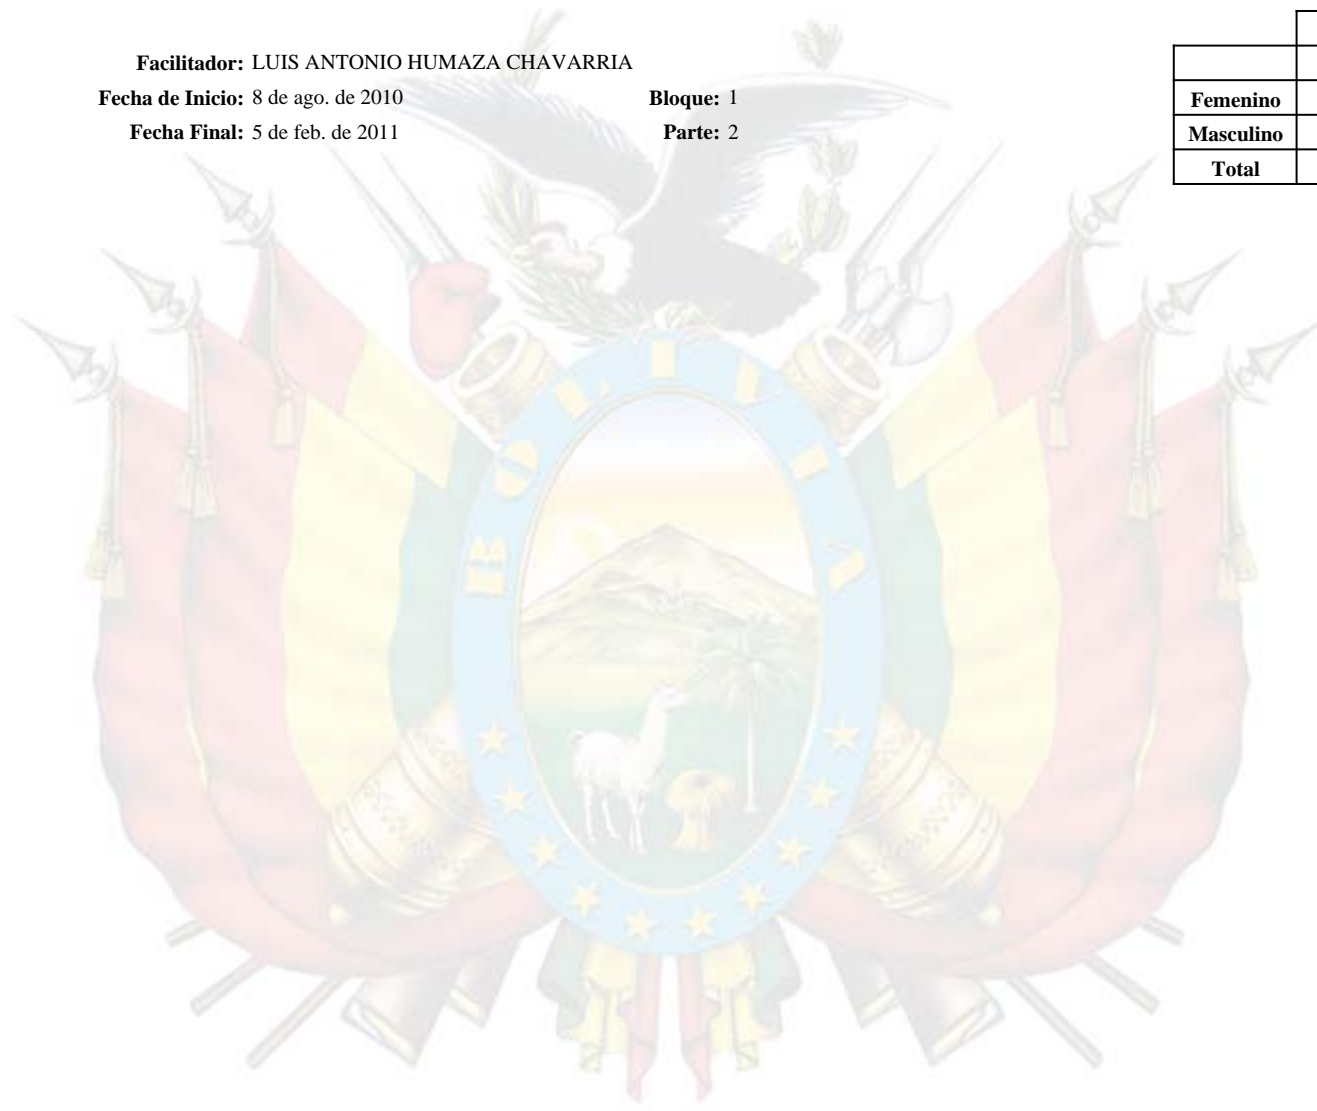 Facilitador: LUIS ANTONIO HUMAZA CHAVARRIA
Fecha de Inicio: 8 de ago. de 2010 Bloque: 1
Fecha Final: 5 de feb. de 2011 Parte: 2
Femenino
Masculino
Total
BOLIVIA